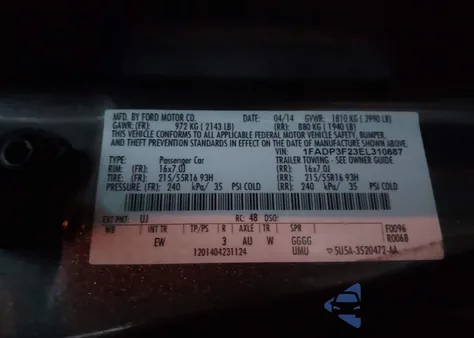 MFD. BY FORD MOTOR CO.
DATE: 04/14 GVWR: 1810 KG ( 3990 LB)
GAWR: (FR): 972 KG ( 2143 LB) (RR): 880 KG ( 1940 LB)
THIS VEHICLE CONFORMS TO ALL APPLICABLE FEDERAL MOTOR VEHICLE SAFETY, BUMPER,
AND THEFT PREVENTION STANDARDS IN EFFECT ON THE DATE OF MANUFACTURE SHOWN ABOVE.
VIN: 1FADP3F23EL310887
TYPE: Passenger Car TRAILER TOWING - SEE OWNER GUIDE
RIM: (FR): 16x7.0J (RR): 16x7.0J
TIRE: (FR): 215/55R16 93H (RR): 215/55R16 93H
PRESSURE: (FR): 240 kPa/ 35 PSI COLD (RR): 240 kPa/ 35 PSI COLD
EXT PNT: UJ RC: 48 DSO: F0096
WB INT TR TP/PS R AXLE TR SPR R0068
EW 3 AU W GGGG
1201404231124 UMU 5U5A-3520472-AA